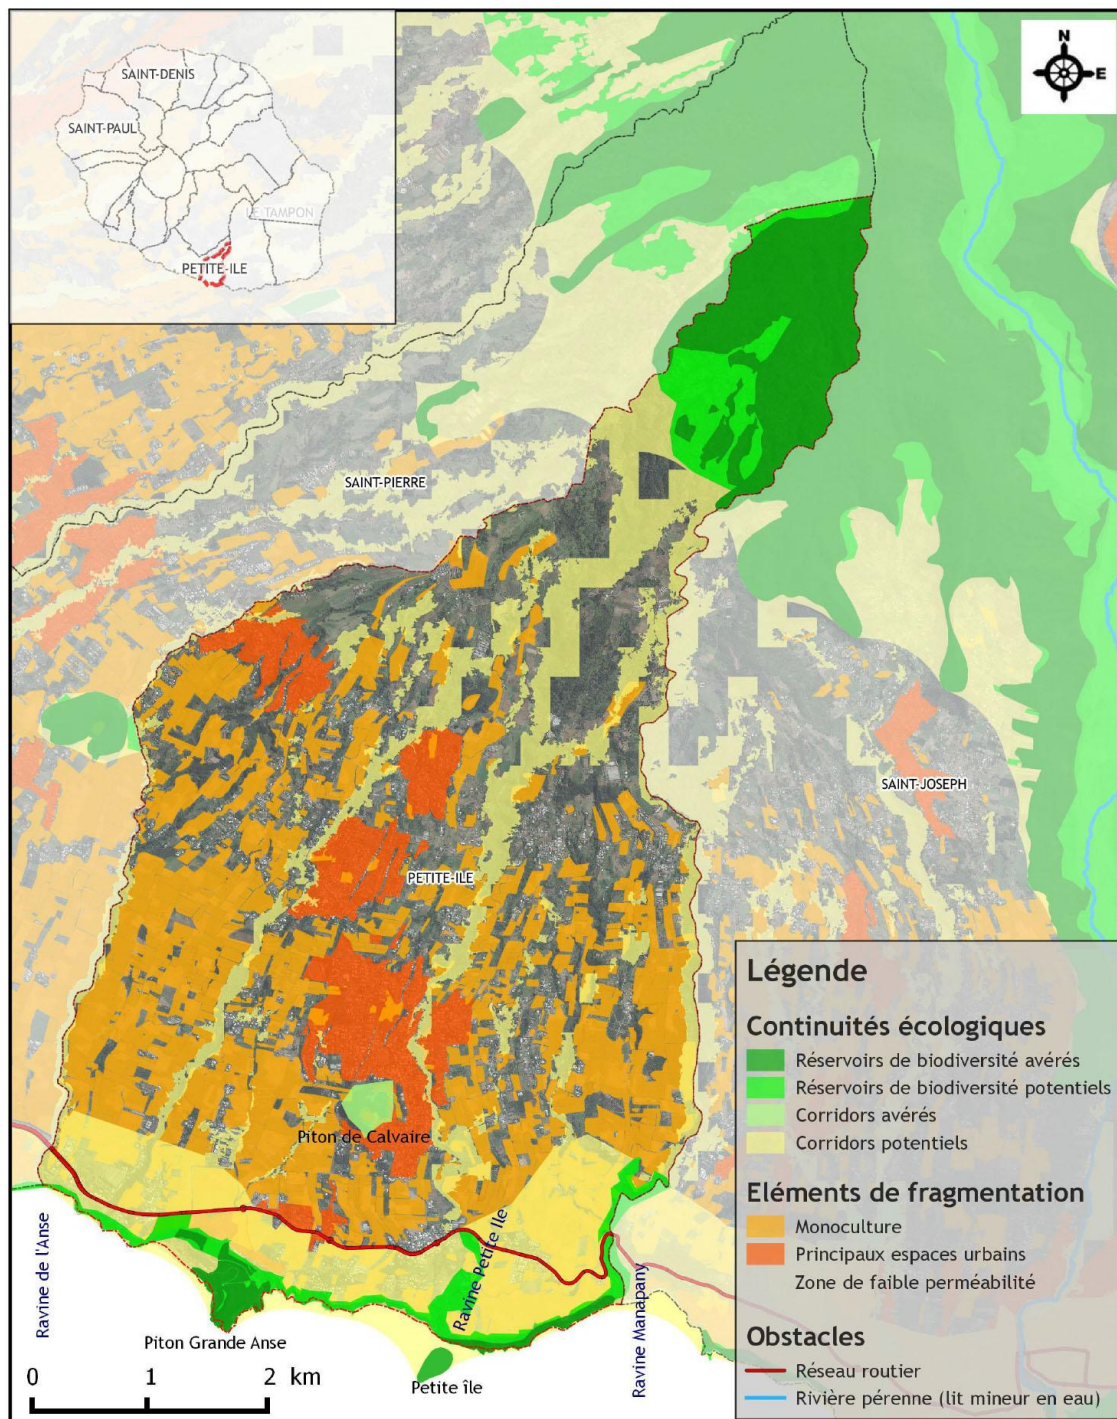 SAINT-DENIS
SAINT-PAUL
LE TAMPON
PETITE-ILE
N
E
SAINT-PIERRE
SAINT-JOSEPH
PETITE-ILE
Piton de Calvaire
Ravine de l'Anse
Ravine Petite Ile
Ravine Manapany
Piton Grande Anse
Petite île
0 1 2 km
Légende
Continuités écologiques
Réservoirs de biodiversité avérés
Réservoirs de biodiversité potentiels
Corridors avérés
Corridors potentiels
Eléments de fragmentation
Monoculture
Principaux espaces urbains
Zone de faible perméabilité
Obstacles
Réseau routier
Rivière pérenne (lit mineur en eau)